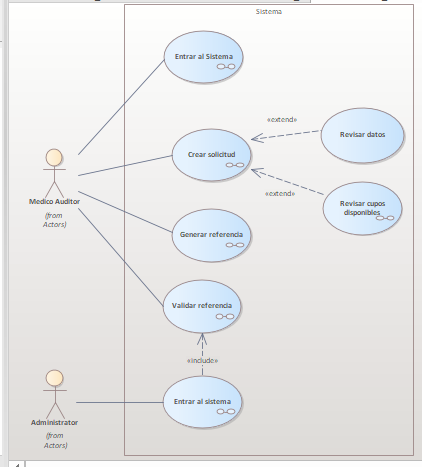 Sistema
Entrar al Sistema
«extend»
Crear solicitud
Revisar datos
Medico Auditor
(from
Actors)
«extend»
Revisar cupos
disponibles
Generar referencia
Validar referencia
«include»
Administrator
(from
Actors)
Entrar al sistema